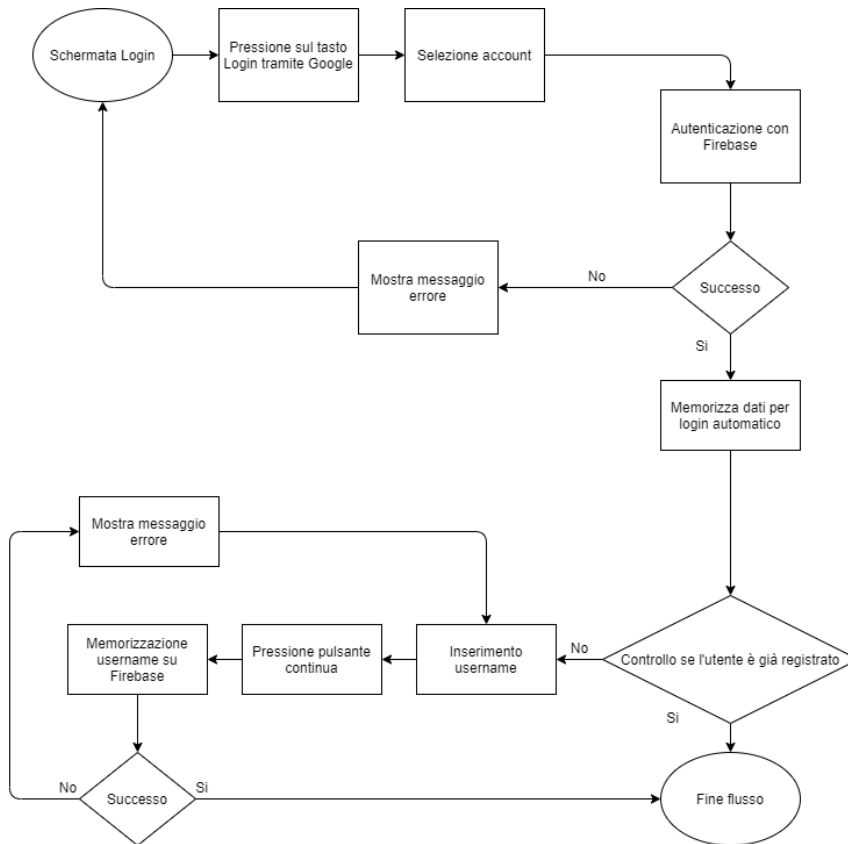 Schermata Login
Pressione sul tasto
Login tramite Google
Selezione account
Autenticazione con
Firebase
Successo
No
Mostra messaggio
errore
Si
Memorizza dati per
login automatico
Controllo se l'utente è già registrato
No
Si
Inserimento
username
Pressione pulsante
continua
Memorizzazione
username su
Firebase
Mostra messaggio
errore
Successo
No
Si
Fine flusso